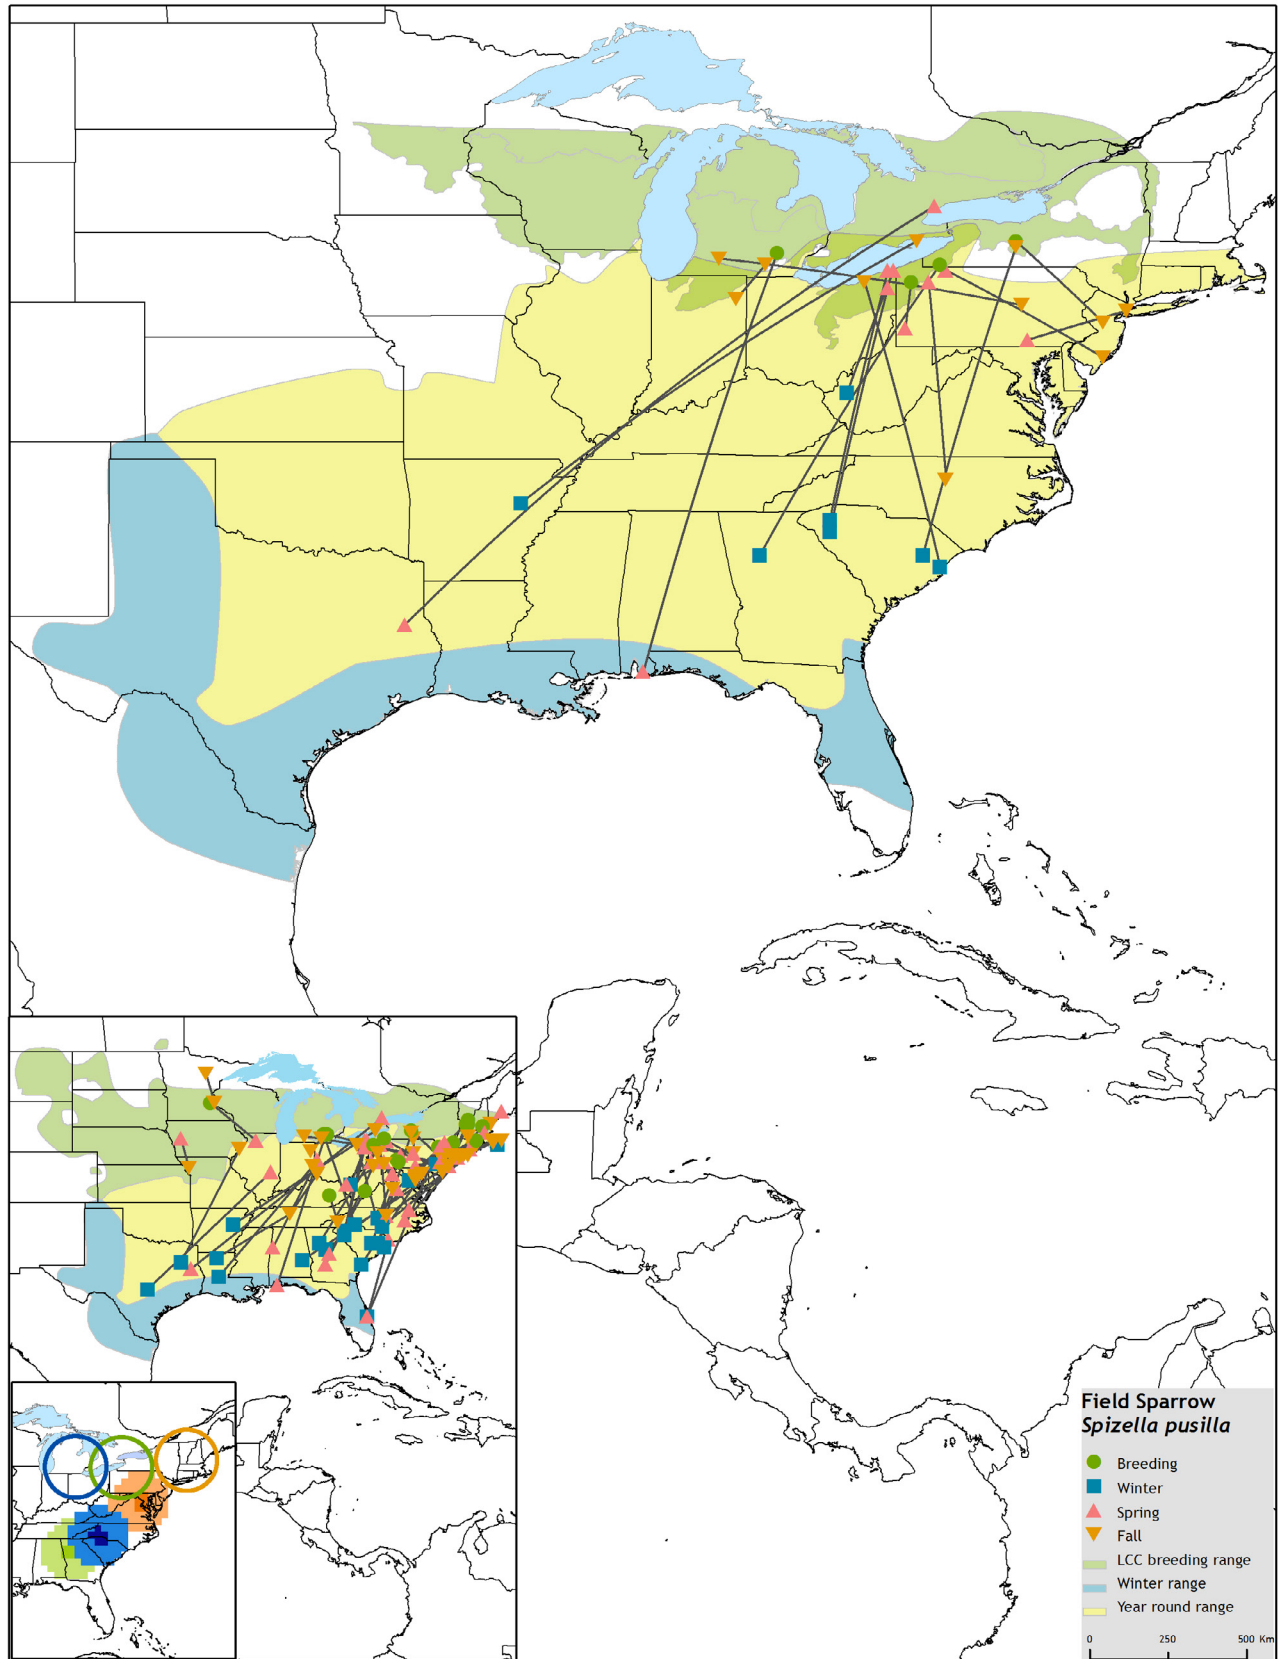 Field Sparrow
Spizella pusilla
Breeding
Winter
Spring
Fall
LCC breeding range
Winter range
Year round range
0 250 500 Km